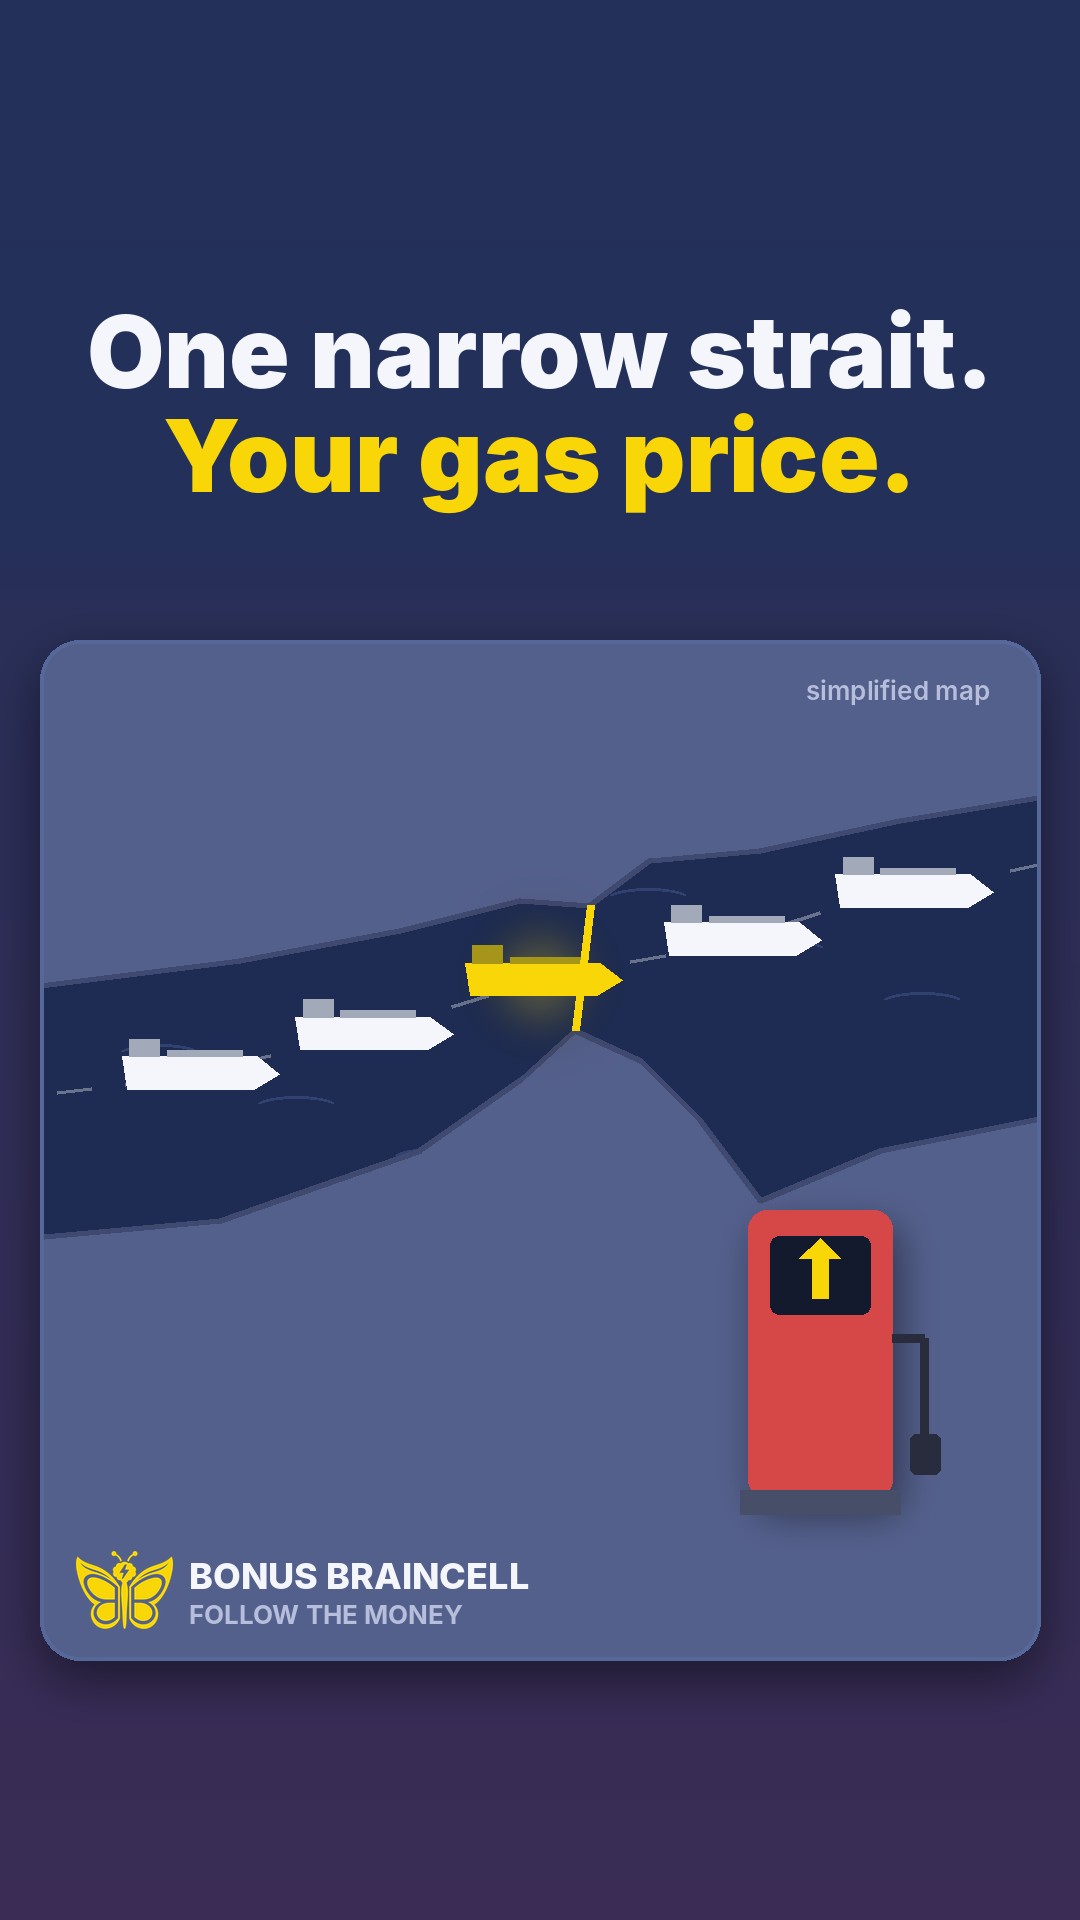 One narrow strait.
Your gas price.
simplified map
BONUS BRAINCELL
FOLLOW THE MONEY